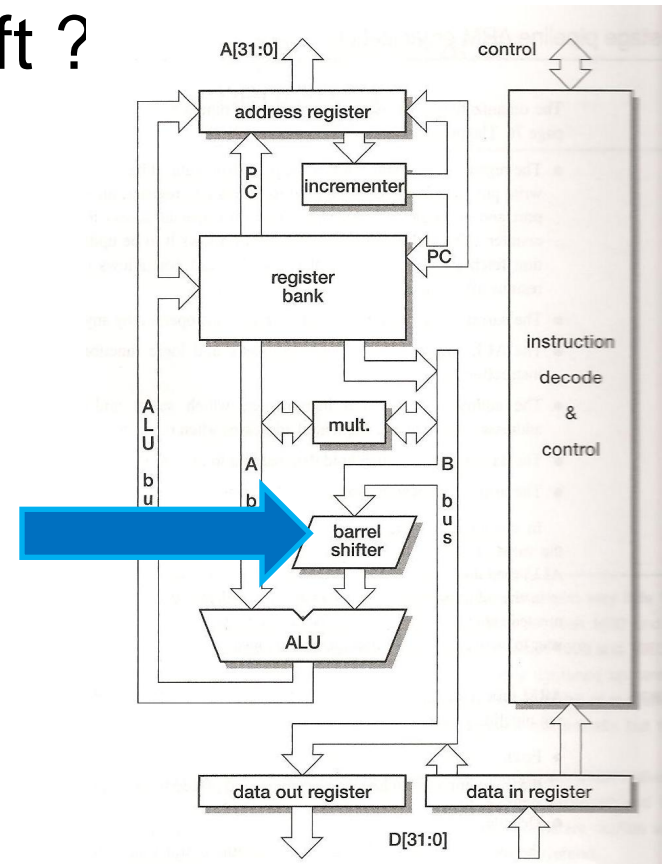 ft ?
A[31:0]
control
address register
P
C
incrementer
PC
register
bank
instruction
decode
&
control
mult.
A
L
U
b
u
A
b
B
b
u
s
barrel
shifter
ALU
data out register
data in register
D[31:0]